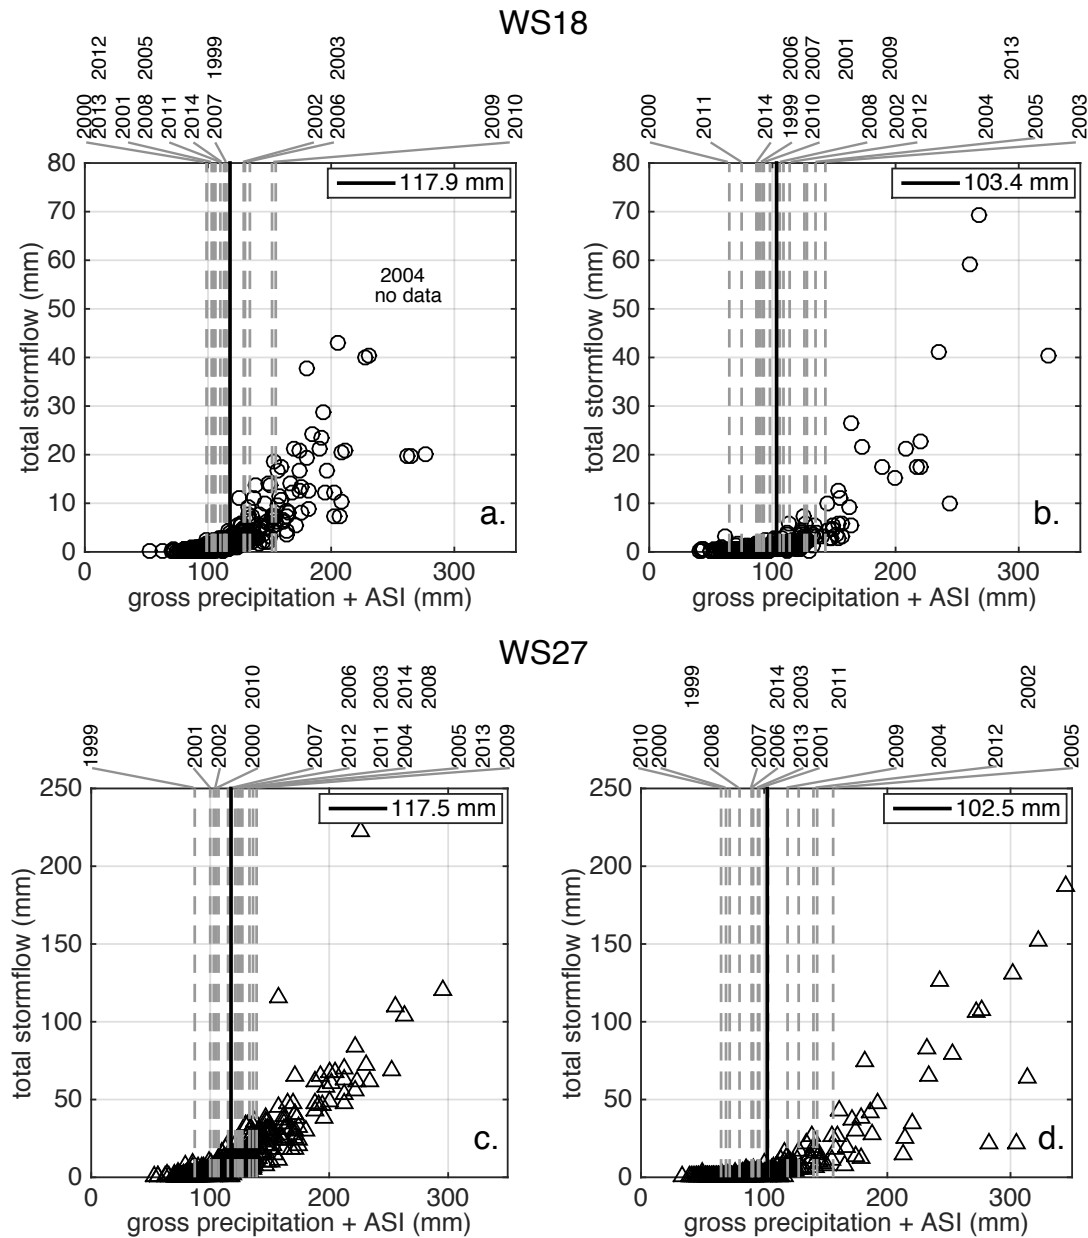 WS18
2012 2005 1999 2003
2000 2013 2001 2008 2011 2014 2007 2002 2006 2009 2010
80
70
60
50
40
30
20
10
0
total stormflow (mm)
117.9 mm
2004
no data
a.
0 100 200 300
gross precipitation + ASI (mm)
2006 2007 2001 2009 2013
2000 2011 2014 1999 2010 2008 2002 2012 2004 2005 2003
80
70
60
50
40
30
20
10
0
total stormflow (mm)
103.4 mm
b.
0 100 200 300
gross precipitation + ASI (mm)
WS27
2010 2006 2003 2014 2008
1999 2001 2002 2000 2007 2012 2011 2004 2005 2013 2009
250
200
150
100
50
0
total stormflow (mm)
117.5 mm
c.
0 100 200 300
gross precipitation + ASI (mm)
1999 2014 2003 2011 2002
2010 2000 2008 2007 2006 2013 2001 2009 2004 2012 2005
250
200
150
100
50
0
total stormflow (mm)
102.5 mm
d.
0 100 200 300
gross precipitation + ASI (mm)